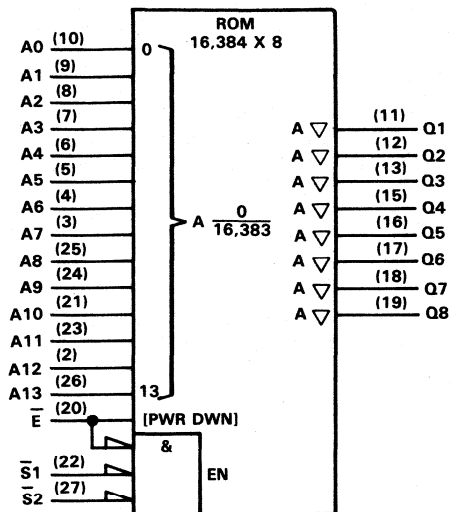 ROM
16,384 X 8
A0 (10) 0
A1 (9)
A2 (8)
A3 (7)
A4 (6)
A5 (5)
A6 (4)
A7 (3)
A8 (25)
A9 (24)
A10 (21)
A11 (23)
A12 (2)
A13 (26) 13
A 0
16,383
A ▽ (11) Q1
A ▽ (12) Q2
A ▽ (13) Q3
A ▽ (15) Q4
A ▽ (16) Q5
A ▽ (17) Q6
A ▽ (18) Q7
A ▽ (19) Q8
E̅ (20) [PWR DWN]
&
S̅1 (22) EN
S̅2 (27)